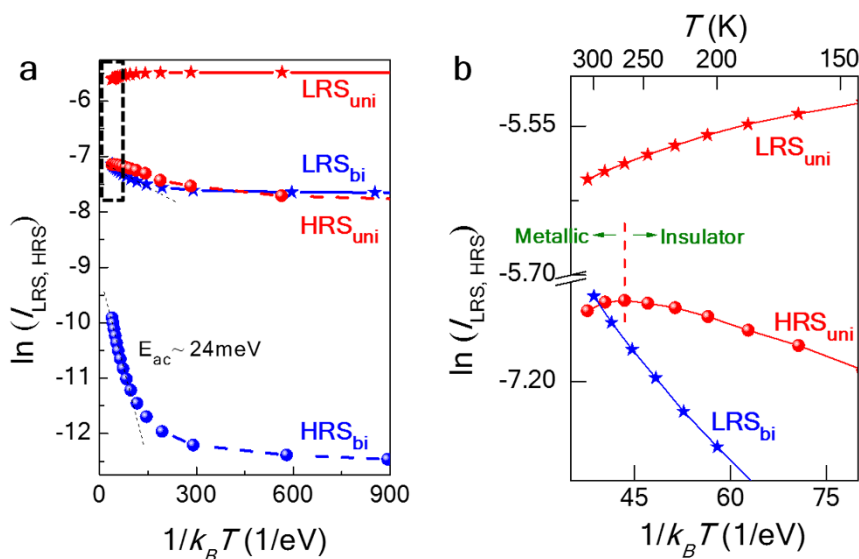 a
ln (I_LRS, HRS)
-6
-7
-8
-10
-11
-12
LRS_uni
LRS_bi
HRS_uni
E_ac ~ 24meV
HRS_bi
0
300
600
900
1/k_B T (1/eV)
b
T (K)
300
250
200
150
ln (I_LRS, HRS)
-5.55
-5.70
-7.20
LRS_uni
Metallic
Insulator
HRS_uni
LRS_bi
45
60
75
1/k_B T (1/eV)